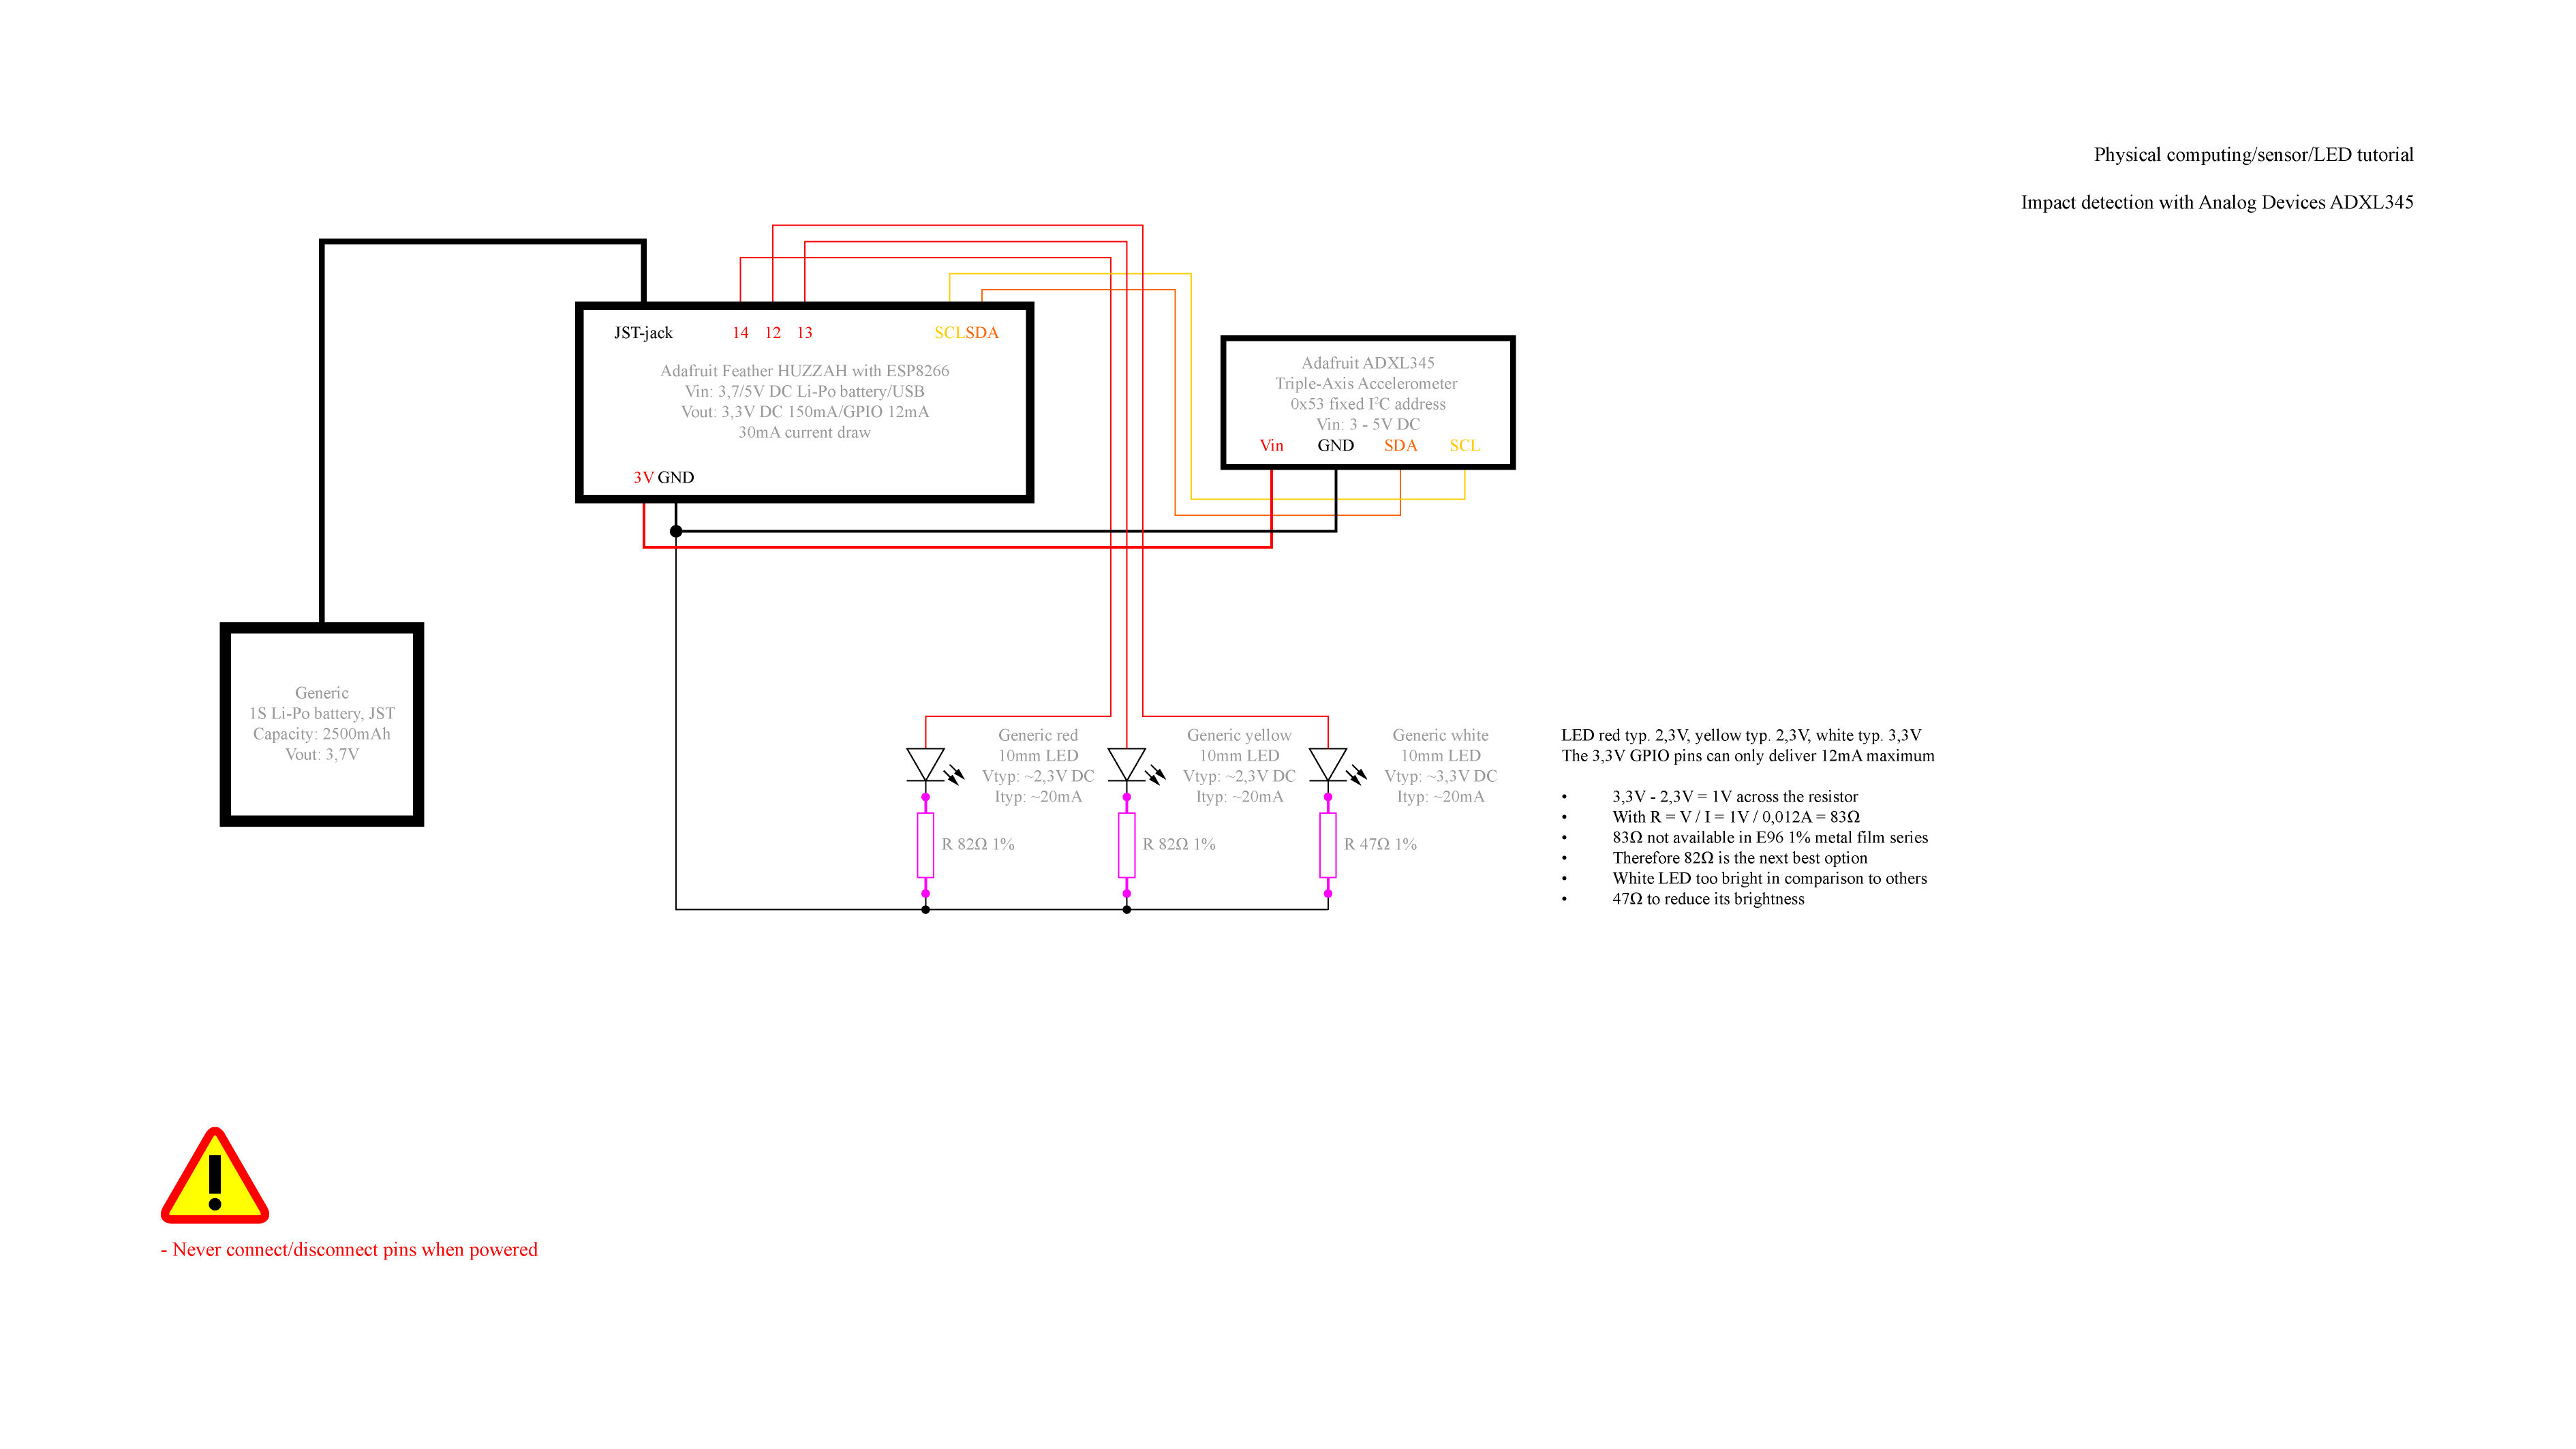 Physical computing/sensor/LED tutorial
Impact detection with Analog Devices ADXL345
JST-jack
14 12 13
SCL SDA
Adafruit Feather HUZZAH with ESP8266
Vin: 3,7/5V DC Li-Po battery/USB
Vout: 3,3V DC 150mA/GPIO 12mA
30mA current draw
3V GND
Adafruit ADXL345
Triple-Axis Accelerometer
0x53 fixed I²C address
Vin: 3 - 5V DC
Vin GND SDA SCL
Generic
1S Li-Po battery, JST
Capacity: 2500mAh
Vout: 3,7V
Generic red
10mm LED
Vtyp: ~2,3V DC
Ityp: ~20mA
R 82Ω 1%
Generic yellow
10mm LED
Vtyp: ~2,3V DC
Ityp: ~20mA
R 82Ω 1%
Generic white
10mm LED
Vtyp: ~3,3V DC
Ityp: ~20mA
R 47Ω 1%
LED red typ. 2,3V, yellow typ. 2,3V, white typ. 3,3V
The 3,3V GPIO pins can only deliver 12mA maximum
• 3,3V - 2,3V = 1V across the resistor
• With R = V / I = 1V / 0,012A = 83Ω
• 83Ω not available in E96 1% metal film series
• Therefore 82Ω is the next best option
• White LED too bright in comparison to others
• 47Ω to reduce its brightness
- Never connect/disconnect pins when powered